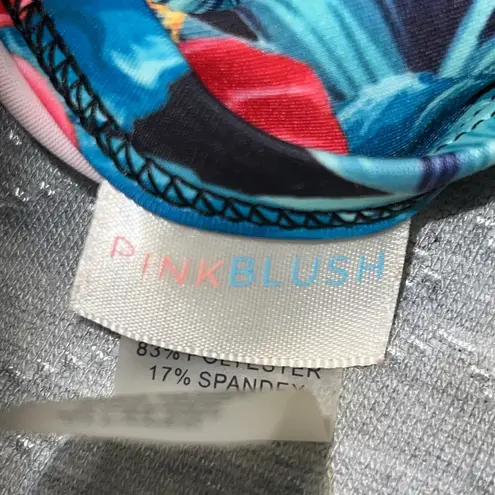 PINKBLUSH
83% POLYESTER
17% SPANDEX